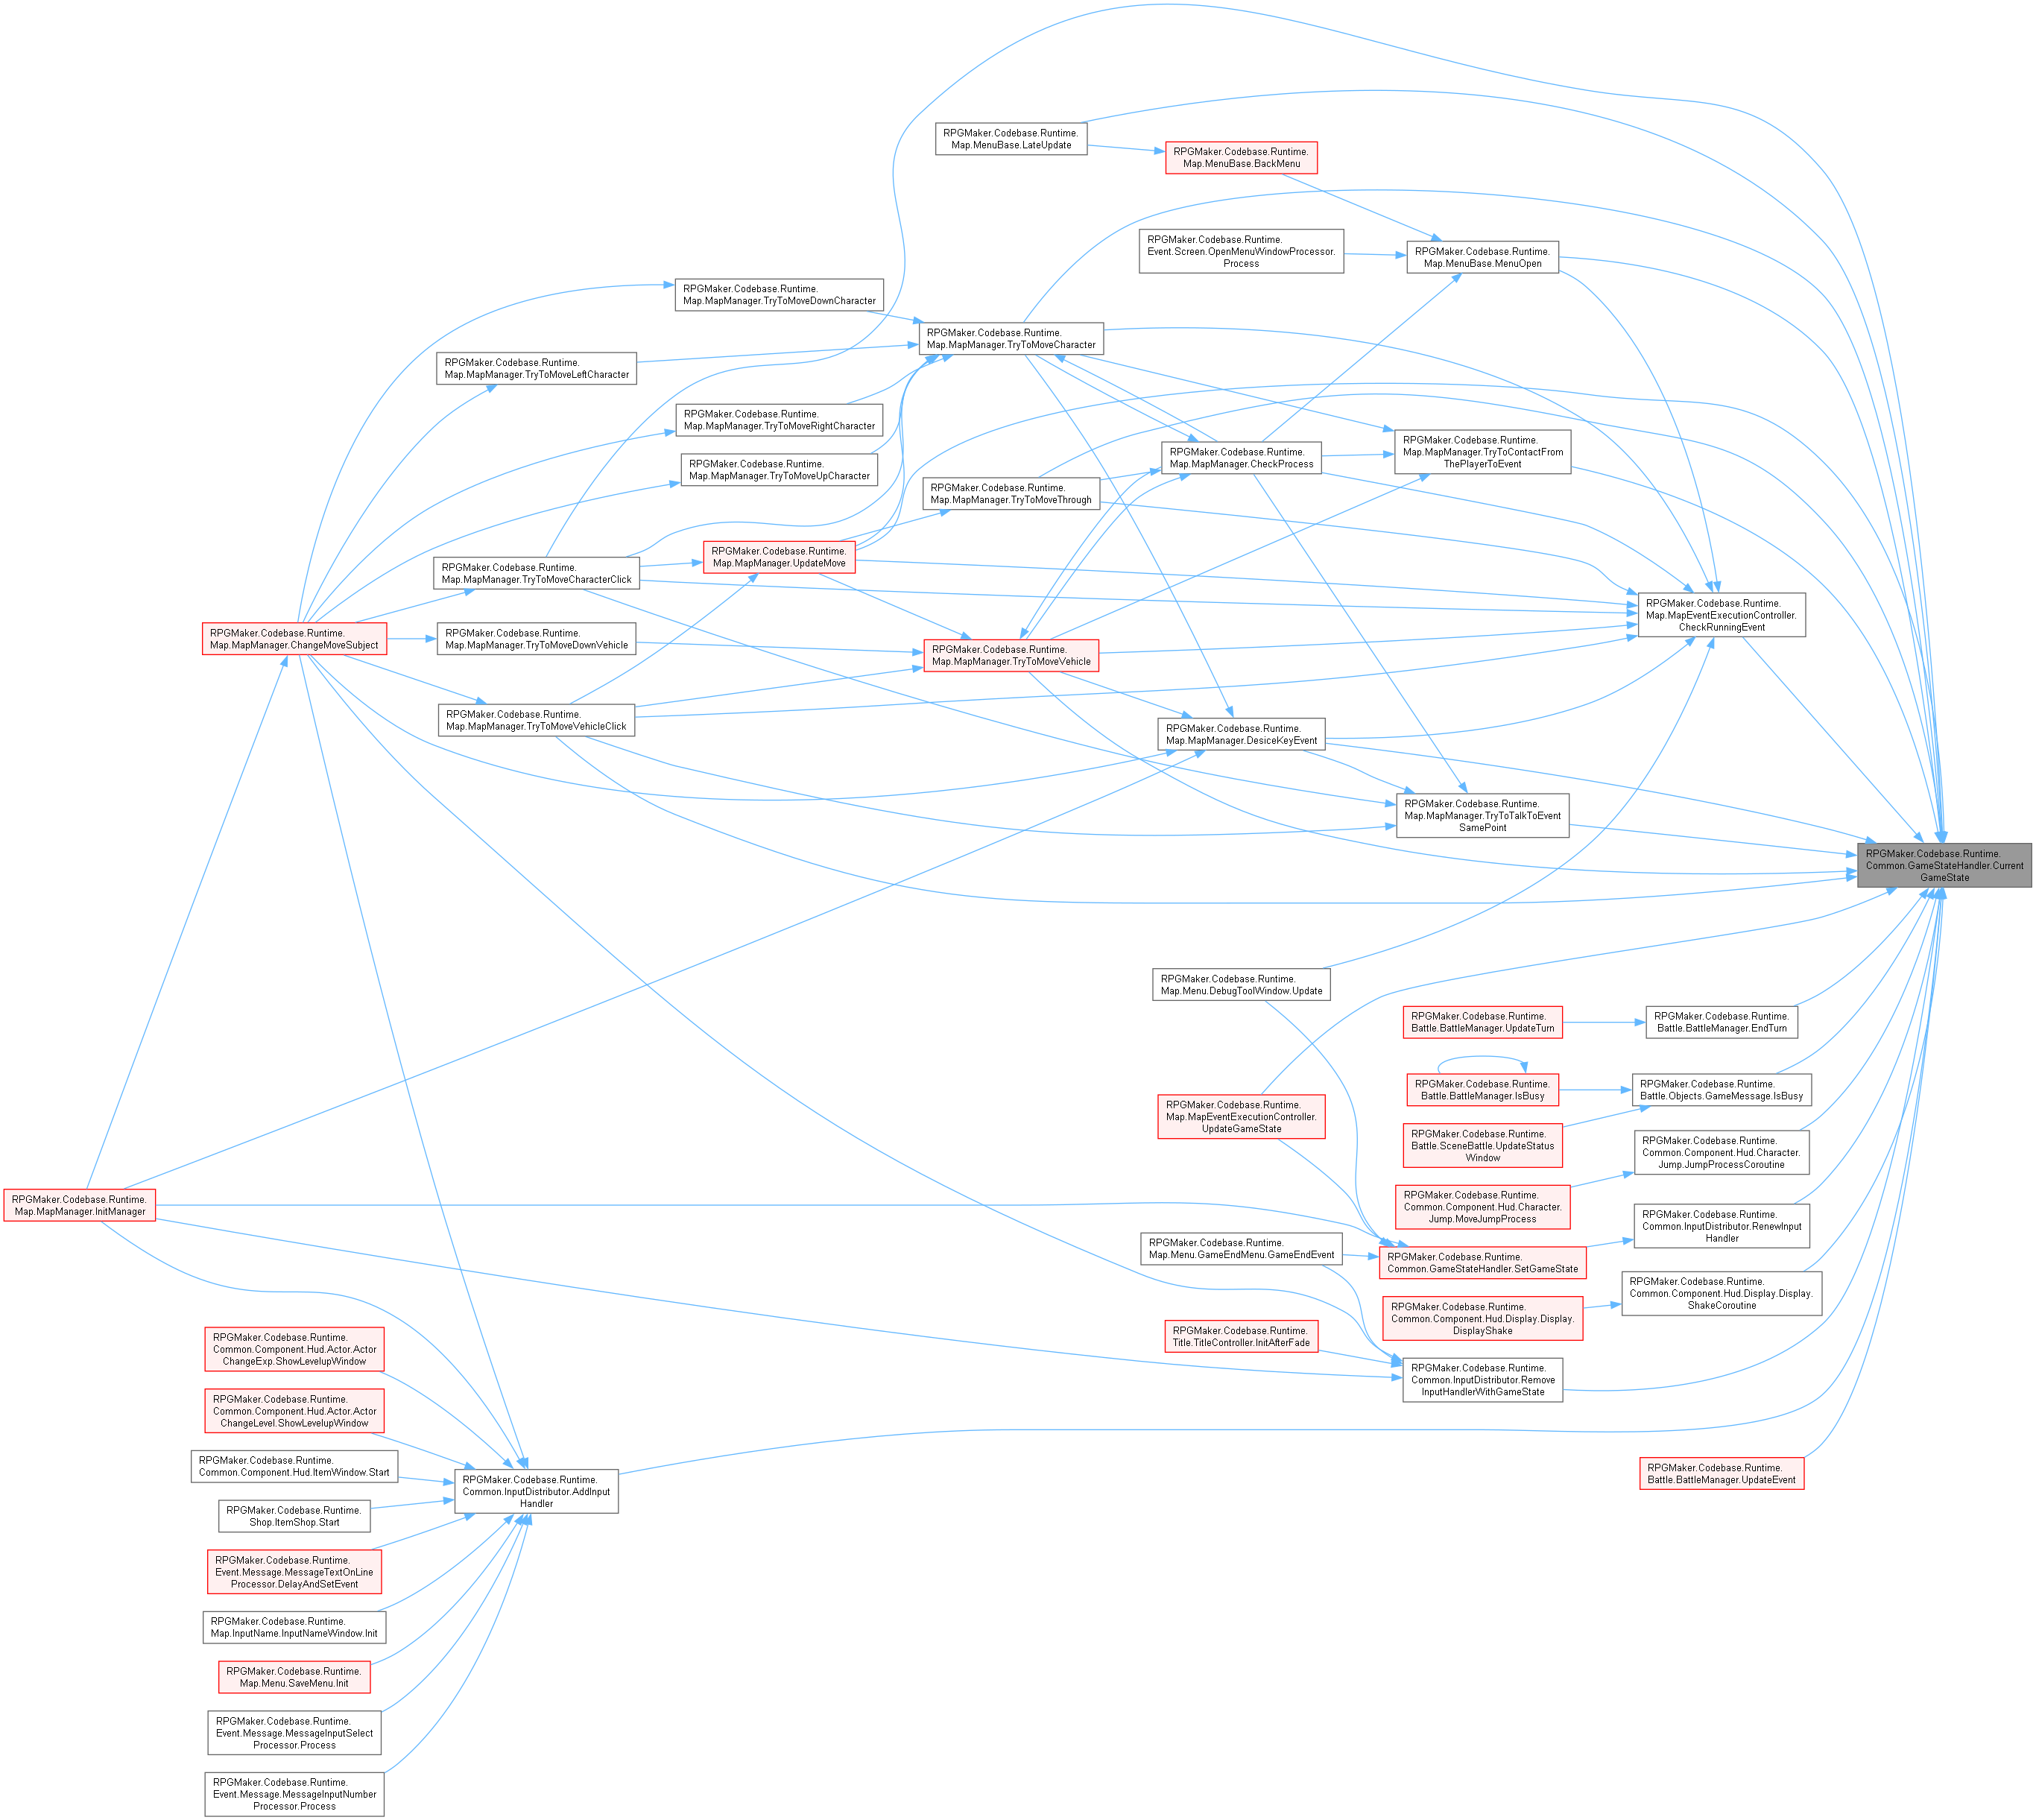 RPGMaker.Codebase.Runtime.
Map.MenuBase.LateUpdate
RPGMaker.Codebase.Runtime.
Map.MenuBase.BackMenu
RPGMaker.Codebase.Runtime.
Event.Screen.OpenMenuWindowProcessor.
Process
RPGMaker.Codebase.Runtime.
Map.MenuBase.MenuOpen
RPGMaker.Codebase.Runtime.
Map.MapManager.TryToMoveDownCharacter
RPGMaker.Codebase.Runtime.
Map.MapManager.TryToMoveCharacter
RPGMaker.Codebase.Runtime.
Map.MapManager.TryToMoveLeftCharacter
RPGMaker.Codebase.Runtime.
Map.MapManager.TryToMoveRightCharacter
RPGMaker.Codebase.Runtime.
Map.MapManager.TryToMoveUpCharacter
RPGMaker.Codebase.Runtime.
Map.MapManager.CheckProcess
RPGMaker.Codebase.Runtime.
Map.MapManager.TryToContactFrom
ThePlayerToEvent
RPGMaker.Codebase.Runtime.
Map.MapManager.TryToMoveThrough
RPGMaker.Codebase.Runtime.
Map.MapManager.UpdateMove
RPGMaker.Codebase.Runtime.
Map.MapManager.TryToMoveCharacterClick
RPGMaker.Codebase.Runtime.
Map.MapEventExecutionController.
CheckRunningEvent
RPGMaker.Codebase.Runtime.
Map.MapManager.ChangeMoveSubject
RPGMaker.Codebase.Runtime.
Map.MapManager.TryToMoveDownVehicle
RPGMaker.Codebase.Runtime.
Map.MapManager.TryToMoveVehicle
RPGMaker.Codebase.Runtime.
Map.MapManager.TryToMoveVehicleClick
RPGMaker.Codebase.Runtime.
Map.MapManager.DesiceKeyEvent
RPGMaker.Codebase.Runtime.
Map.MapManager.TryToTalkToEvent
SamePoint
RPGMaker.Codebase.Runtime.
Common.GameStateHandler.Current
GameState
RPGMaker.Codebase.Runtime.
Map.Menu.DebugToolWindow.Update
RPGMaker.Codebase.Runtime.
Battle.BattleManager.UpdateTurn
RPGMaker.Codebase.Runtime.
Battle.BattleManager.EndTurn
RPGMaker.Codebase.Runtime.
Battle.BattleManager.IsBusy
RPGMaker.Codebase.Runtime.
Battle.Objects.GameMessage.IsBusy
RPGMaker.Codebase.Runtime.
Map.MapEventExecutionController.
UpdateGameState
RPGMaker.Codebase.Runtime.
Battle.SceneBattle.UpdateStatus
Window
RPGMaker.Codebase.Runtime.
Common.Component.Hud.Character.
Jump.JumpProcessCoroutine
RPGMaker.Codebase.Runtime.
Map.MapManager.InitManager
RPGMaker.Codebase.Runtime.
Common.Component.Hud.Character.
Jump.MoveJumpProcess
RPGMaker.Codebase.Runtime.
Common.InputDistributor.RenewInput
Handler
RPGMaker.Codebase.Runtime.
Map.Menu.GameEndMenu.GameEndEvent
RPGMaker.Codebase.Runtime.
Common.GameStateHandler.SetGameState
RPGMaker.Codebase.Runtime.
Common.Component.Hud.Display.Display.
ShakeCoroutine
RPGMaker.Codebase.Runtime.
Common.Component.Hud.Display.Display.
DisplayShake
RPGMaker.Codebase.Runtime.
Title.TitleController.InitAfterFade
RPGMaker.Codebase.Runtime.
Common.Component.Hud.Actor.Actor
ChangeExp.ShowLevelupWindow
RPGMaker.Codebase.Runtime.
Common.InputDistributor.Remove
InputHandlerWithGameState
RPGMaker.Codebase.Runtime.
Common.Component.Hud.Actor.Actor
ChangeLevel.ShowLevelupWindow
RPGMaker.Codebase.Runtime.
Common.Component.Hud.ItemWindow.Start
RPGMaker.Codebase.Runtime.
Common.InputDistributor.AddInput
Handler
RPGMaker.Codebase.Runtime.
Battle.BattleManager.UpdateEvent
RPGMaker.Codebase.Runtime.
Shop.ItemShop.Start
RPGMaker.Codebase.Runtime.
Event.Message.MessageTextOnLine
Processor.DelayAndSetEvent
RPGMaker.Codebase.Runtime.
Map.InputName.InputNameWindow.Init
RPGMaker.Codebase.Runtime.
Map.Menu.SaveMenu.Init
RPGMaker.Codebase.Runtime.
Event.Message.MessageInputSelect
Processor.Process
RPGMaker.Codebase.Runtime.
Event.Message.MessageInputNumber
Processor.Process